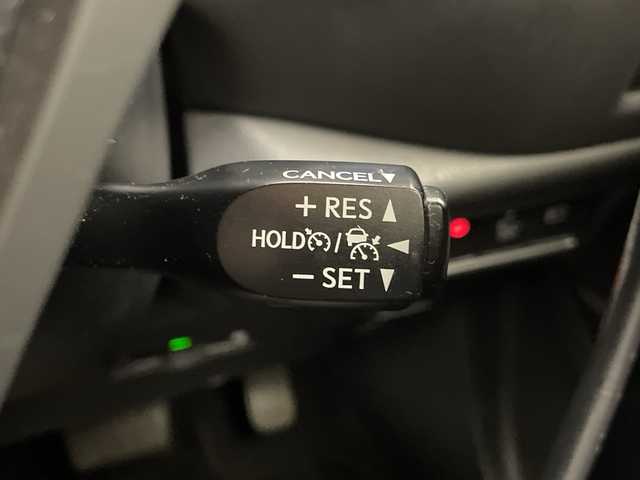 CANCEL▼
+ RES ▲
HOLD / ◀
− SET ▼